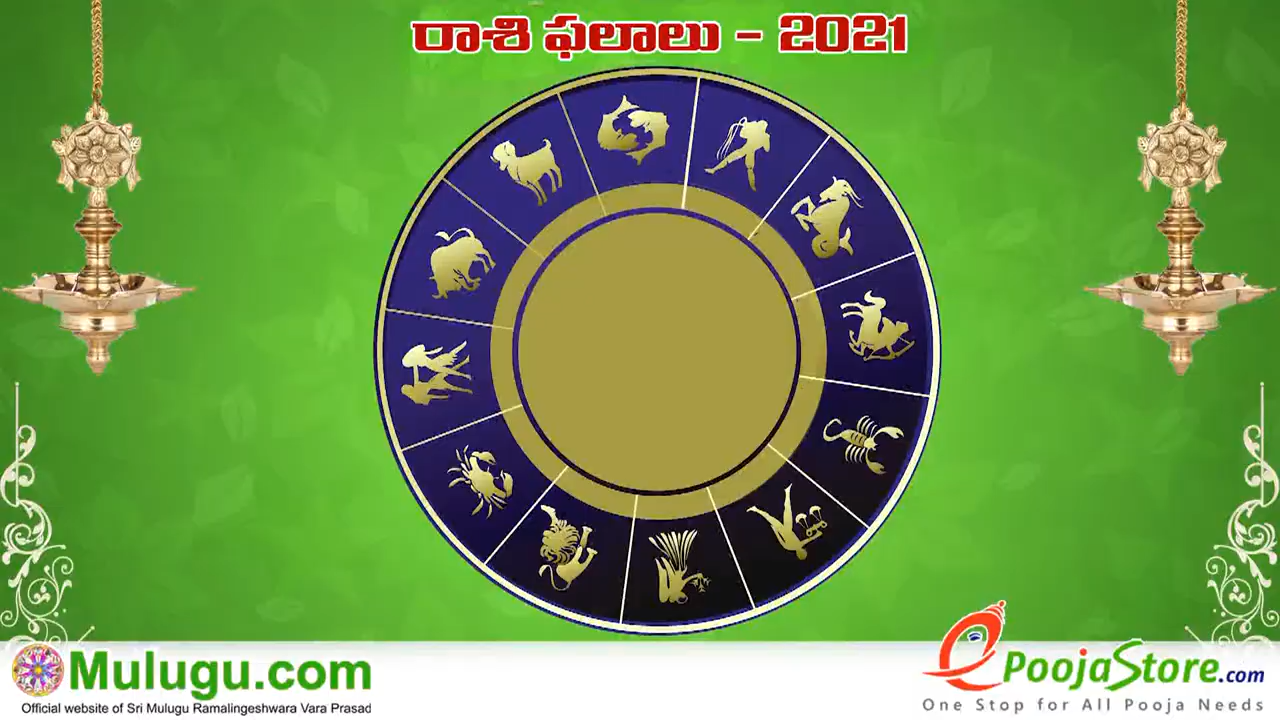 రాశి ఫలాలు - 2021
Mulugu.com
Official website of Sri Mulugu Ramalingeshwara Vara Prasad
ePoojaStore.com
One Stop for All Pooja Needs